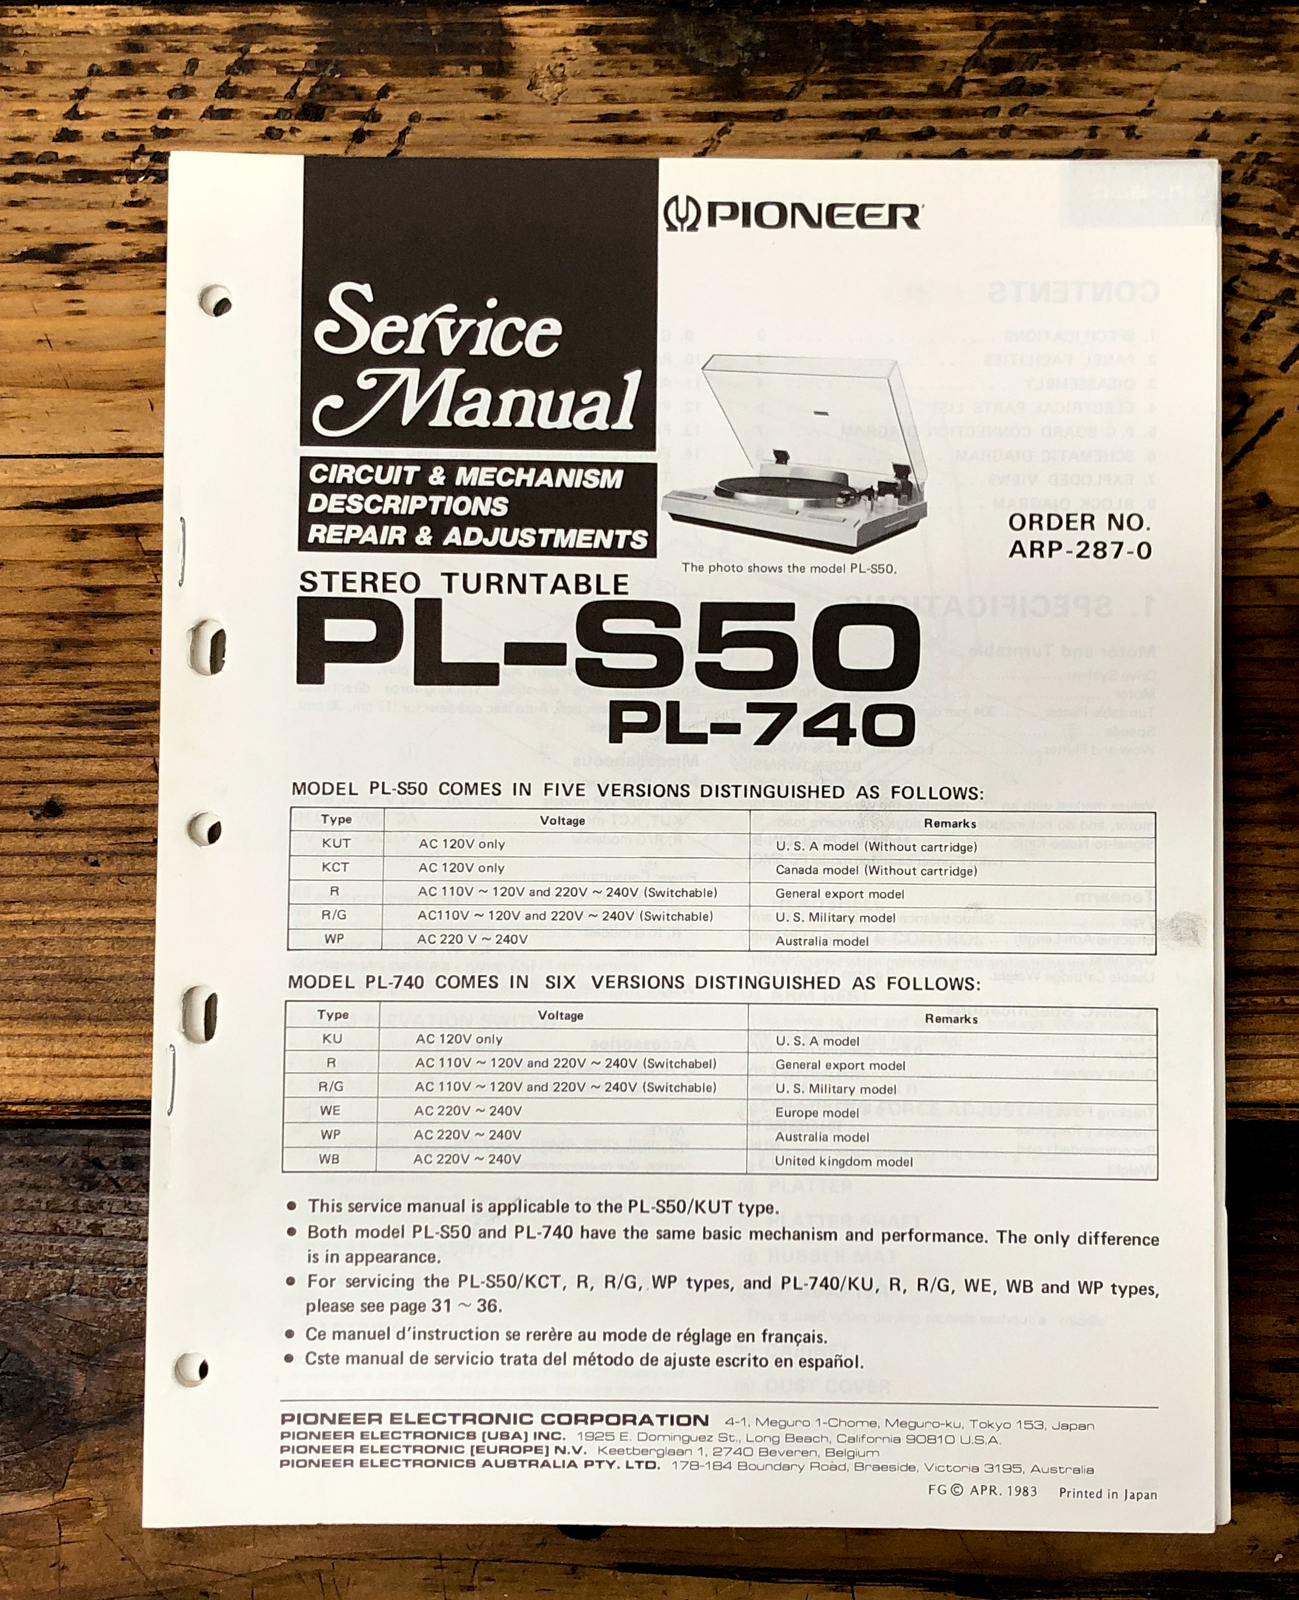 PIONEER
Service
Manual
CIRCUIT & MECHANISM
DESCRIPTIONS
REPAIR & ADJUSTMENTS
The photo shows the model PL-S50.
ORDER NO.
ARP-287-0
STEREO TURNTABLE
PL-S50
PL-740
MODEL PL-S50 COMES IN FIVE VERSIONS DISTINGUISHED AS FOLLOWS:
Type Voltage Remarks
KUT AC 120V only U. S. A model (Without cartridge)
KCT AC 120V only Canada model (Without cartridge)
R AC 110V ~ 120V and 220V ~ 240V (Switchable) General export model
R/G AC110V ~ 120V and 220V ~ 240V (Switchable) U. S. Military model
WP AC 220 V ~ 240V Australia model
MODEL PL-740 COMES IN SIX VERSIONS DISTINGUISHED AS FOLLOWS:
Type Voltage Remarks
KU AC 120V only U. S. A model
R AC 110V ~ 120V and 220V ~ 240V (Switchabel) General export model
R/G AC 110V ~ 120V and 220V ~ 240V (Switchable) U. S. Military model
WE AC 220V ~ 240V Europe model
WP AC 220V ~ 240V Australia model
WB AC 220V ~ 240V United kingdom model
● This service manual is applicable to the PL-S50/KUT type.
● Both model PL-S50 and PL-740 have the same basic mechanism and performance. The only difference
is in appearance.
● For servicing the PL-S50/KCT, R, R/G, WP types, and PL-740/KU, R, R/G, WE, WB and WP types,
please see page 31 ~ 36.
● Ce manuel d'instruction se rerère au mode de réglage en français.
● Cste manual de servicio trata del método de ajuste escrito en español.
PIONEER ELECTRONIC CORPORATION 4-1, Meguro 1-Chome, Meguro-ku, Tokyo 153, Japan
PIONEER ELECTRONICS (USA) INC. 1925 E. Dominguez St., Long Beach, California 90810 U.S.A.
PIONEER ELECTRONIC [EUROPE] N.V. Keetberglaan 1, 2740 Beveren, Belgium
PIONEER ELECTRONICS AUSTRALIA PTY. LTD. 178-184 Boundary Road, Braeside, Victoria 3195, Australia
FG © APR. 1983 Printed in Japan